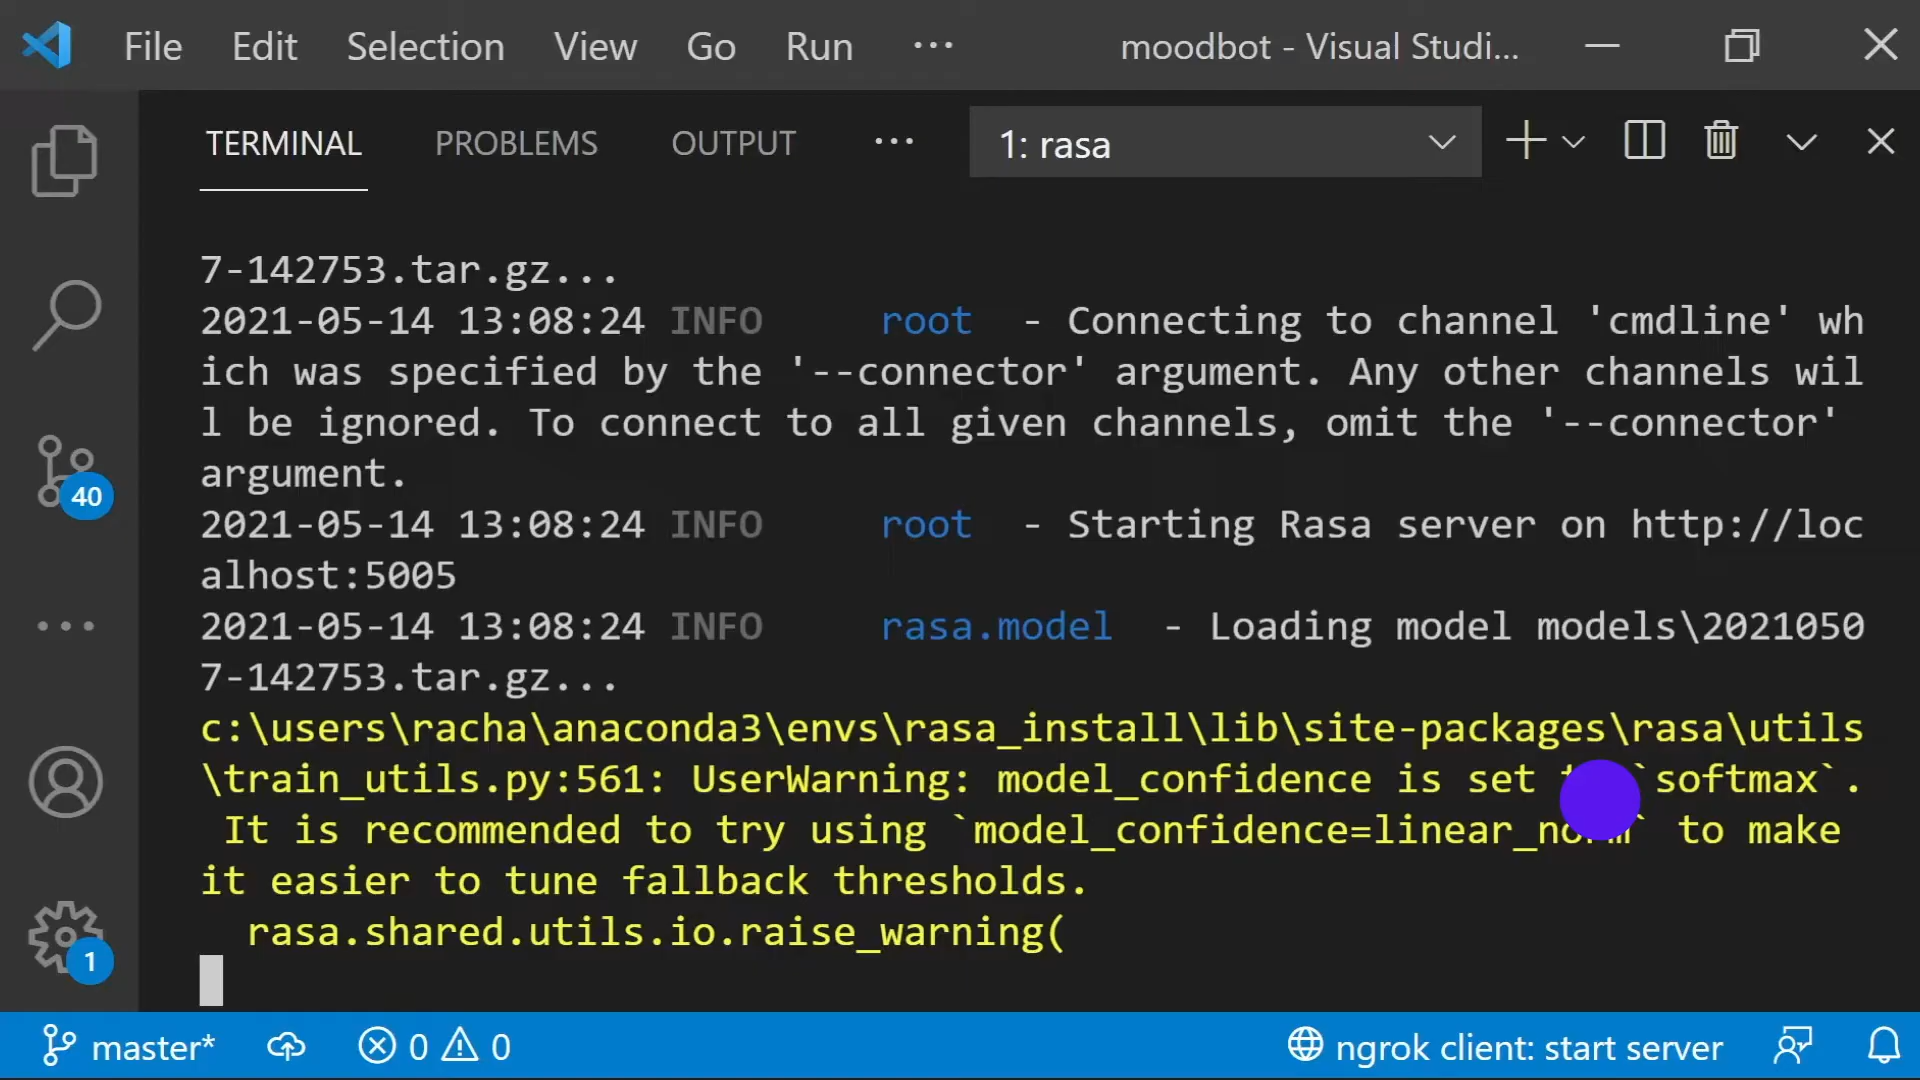 File Edit Selection View Go Run ··· moodbot - Visual Studi...
TERMINAL PROBLEMS OUTPUT ··· 1: rasa
7-142753.tar.gz...
2021-05-14 13:08:24 INFO root - Connecting to channel 'cmdline' wh
ich was specified by the '--connector' argument. Any other channels wil
l be ignored. To connect to all given channels, omit the '--connector'
argument.
2021-05-14 13:08:24 INFO root - Starting Rasa server on http://loc
alhost:5005
2021-05-14 13:08:24 INFO rasa.model - Loading model models\2021050
7-142753.tar.gz...
c:\users\racha\anaconda3\envs\rasa_install\lib\site-packages\rasa\utils
\train_utils.py:561: UserWarning: model_confidence is set `softmax`.
It is recommended to try using `model_confidence=linear_norm` to make
it easier to tune fallback thresholds.
rasa.shared.utils.io.raise_warning(
40
1
master* 0 0 ngrok client: start server